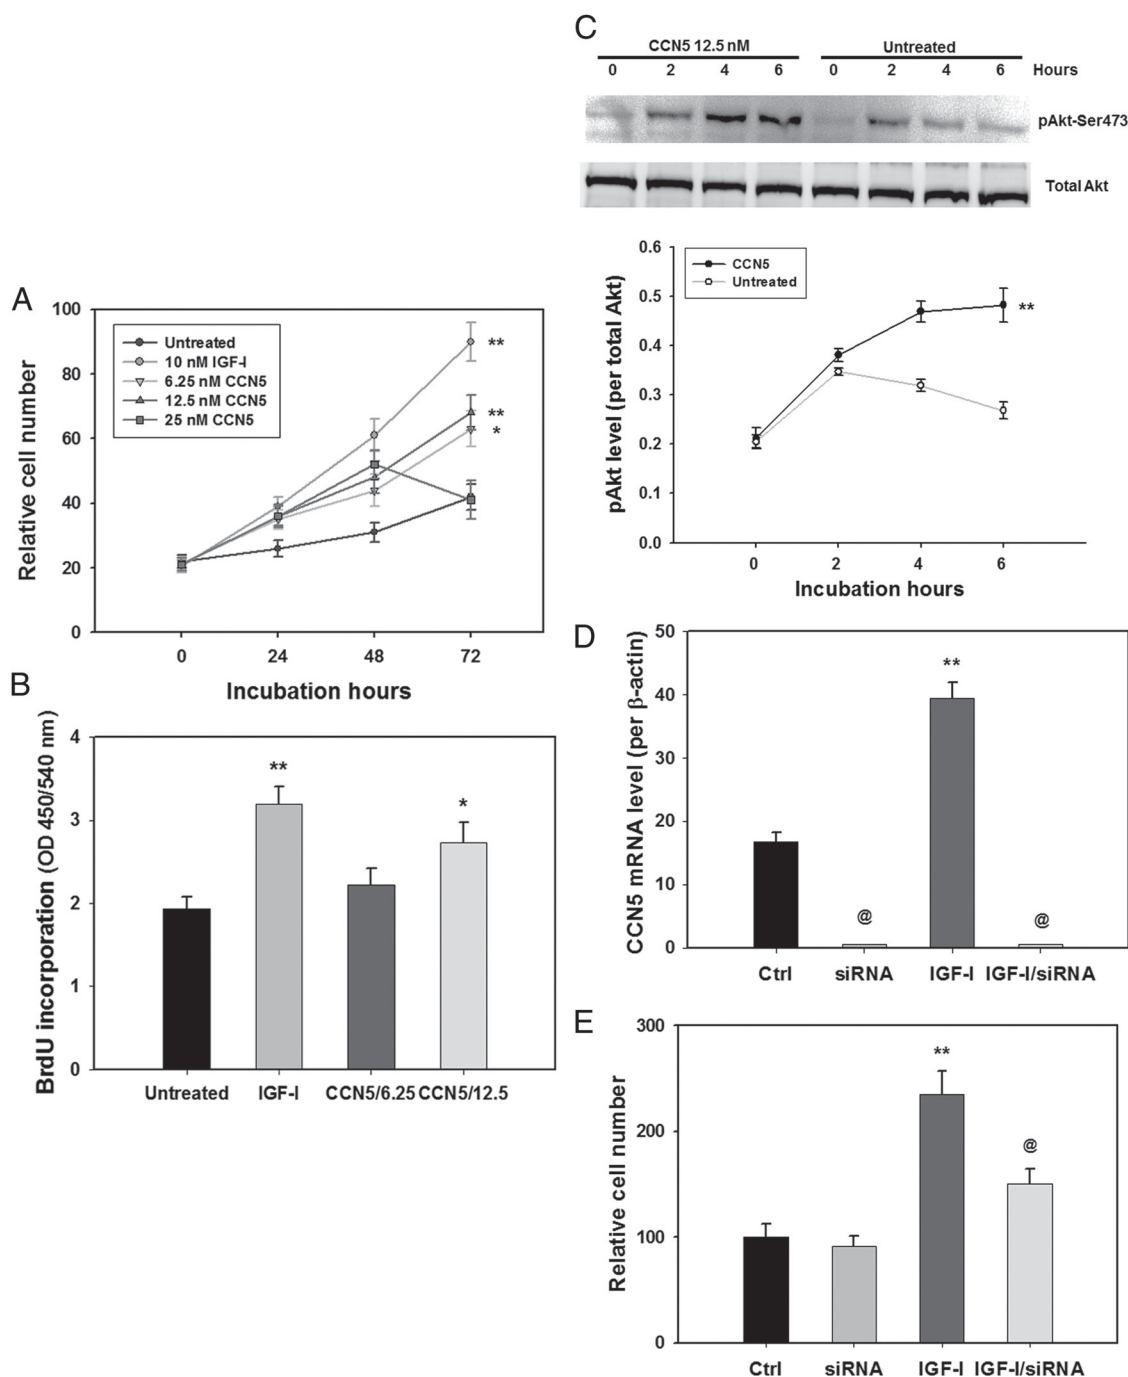 C
CCN5 12.5 nM Untreated
0 2 4 6 0 2 4 6 Hours
pAkt-Ser473
Total Akt
A
Relative cell number
100
80
60
40
20
0
Untreated
10 nM IGF-I
6.25 nM CCN5
12.5 nM CCN5
25 nM CCN5
**
**
*
0 24 48 72
Incubation hours
pAkt level (per total Akt)
0.6
0.5
0.4
0.3
0.2
0.1
0.0
CCN5
Untreated
**
0 2 4 6
Incubation hours
B
BrdU incorporation (OD 450/540 nm)
4
3
2
1
0
**
*
Untreated IGF-I CCN5/6.25 CCN5/12.5
D
CCN5 mRNA level (per β-actin)
50
40
30
20
10
0
@
**
@
Ctrl siRNA IGF-I IGF-I/siRNA
E
Relative cell number
300
200
100
0
**
@
Ctrl siRNA IGF-I IGF-I/siRNA